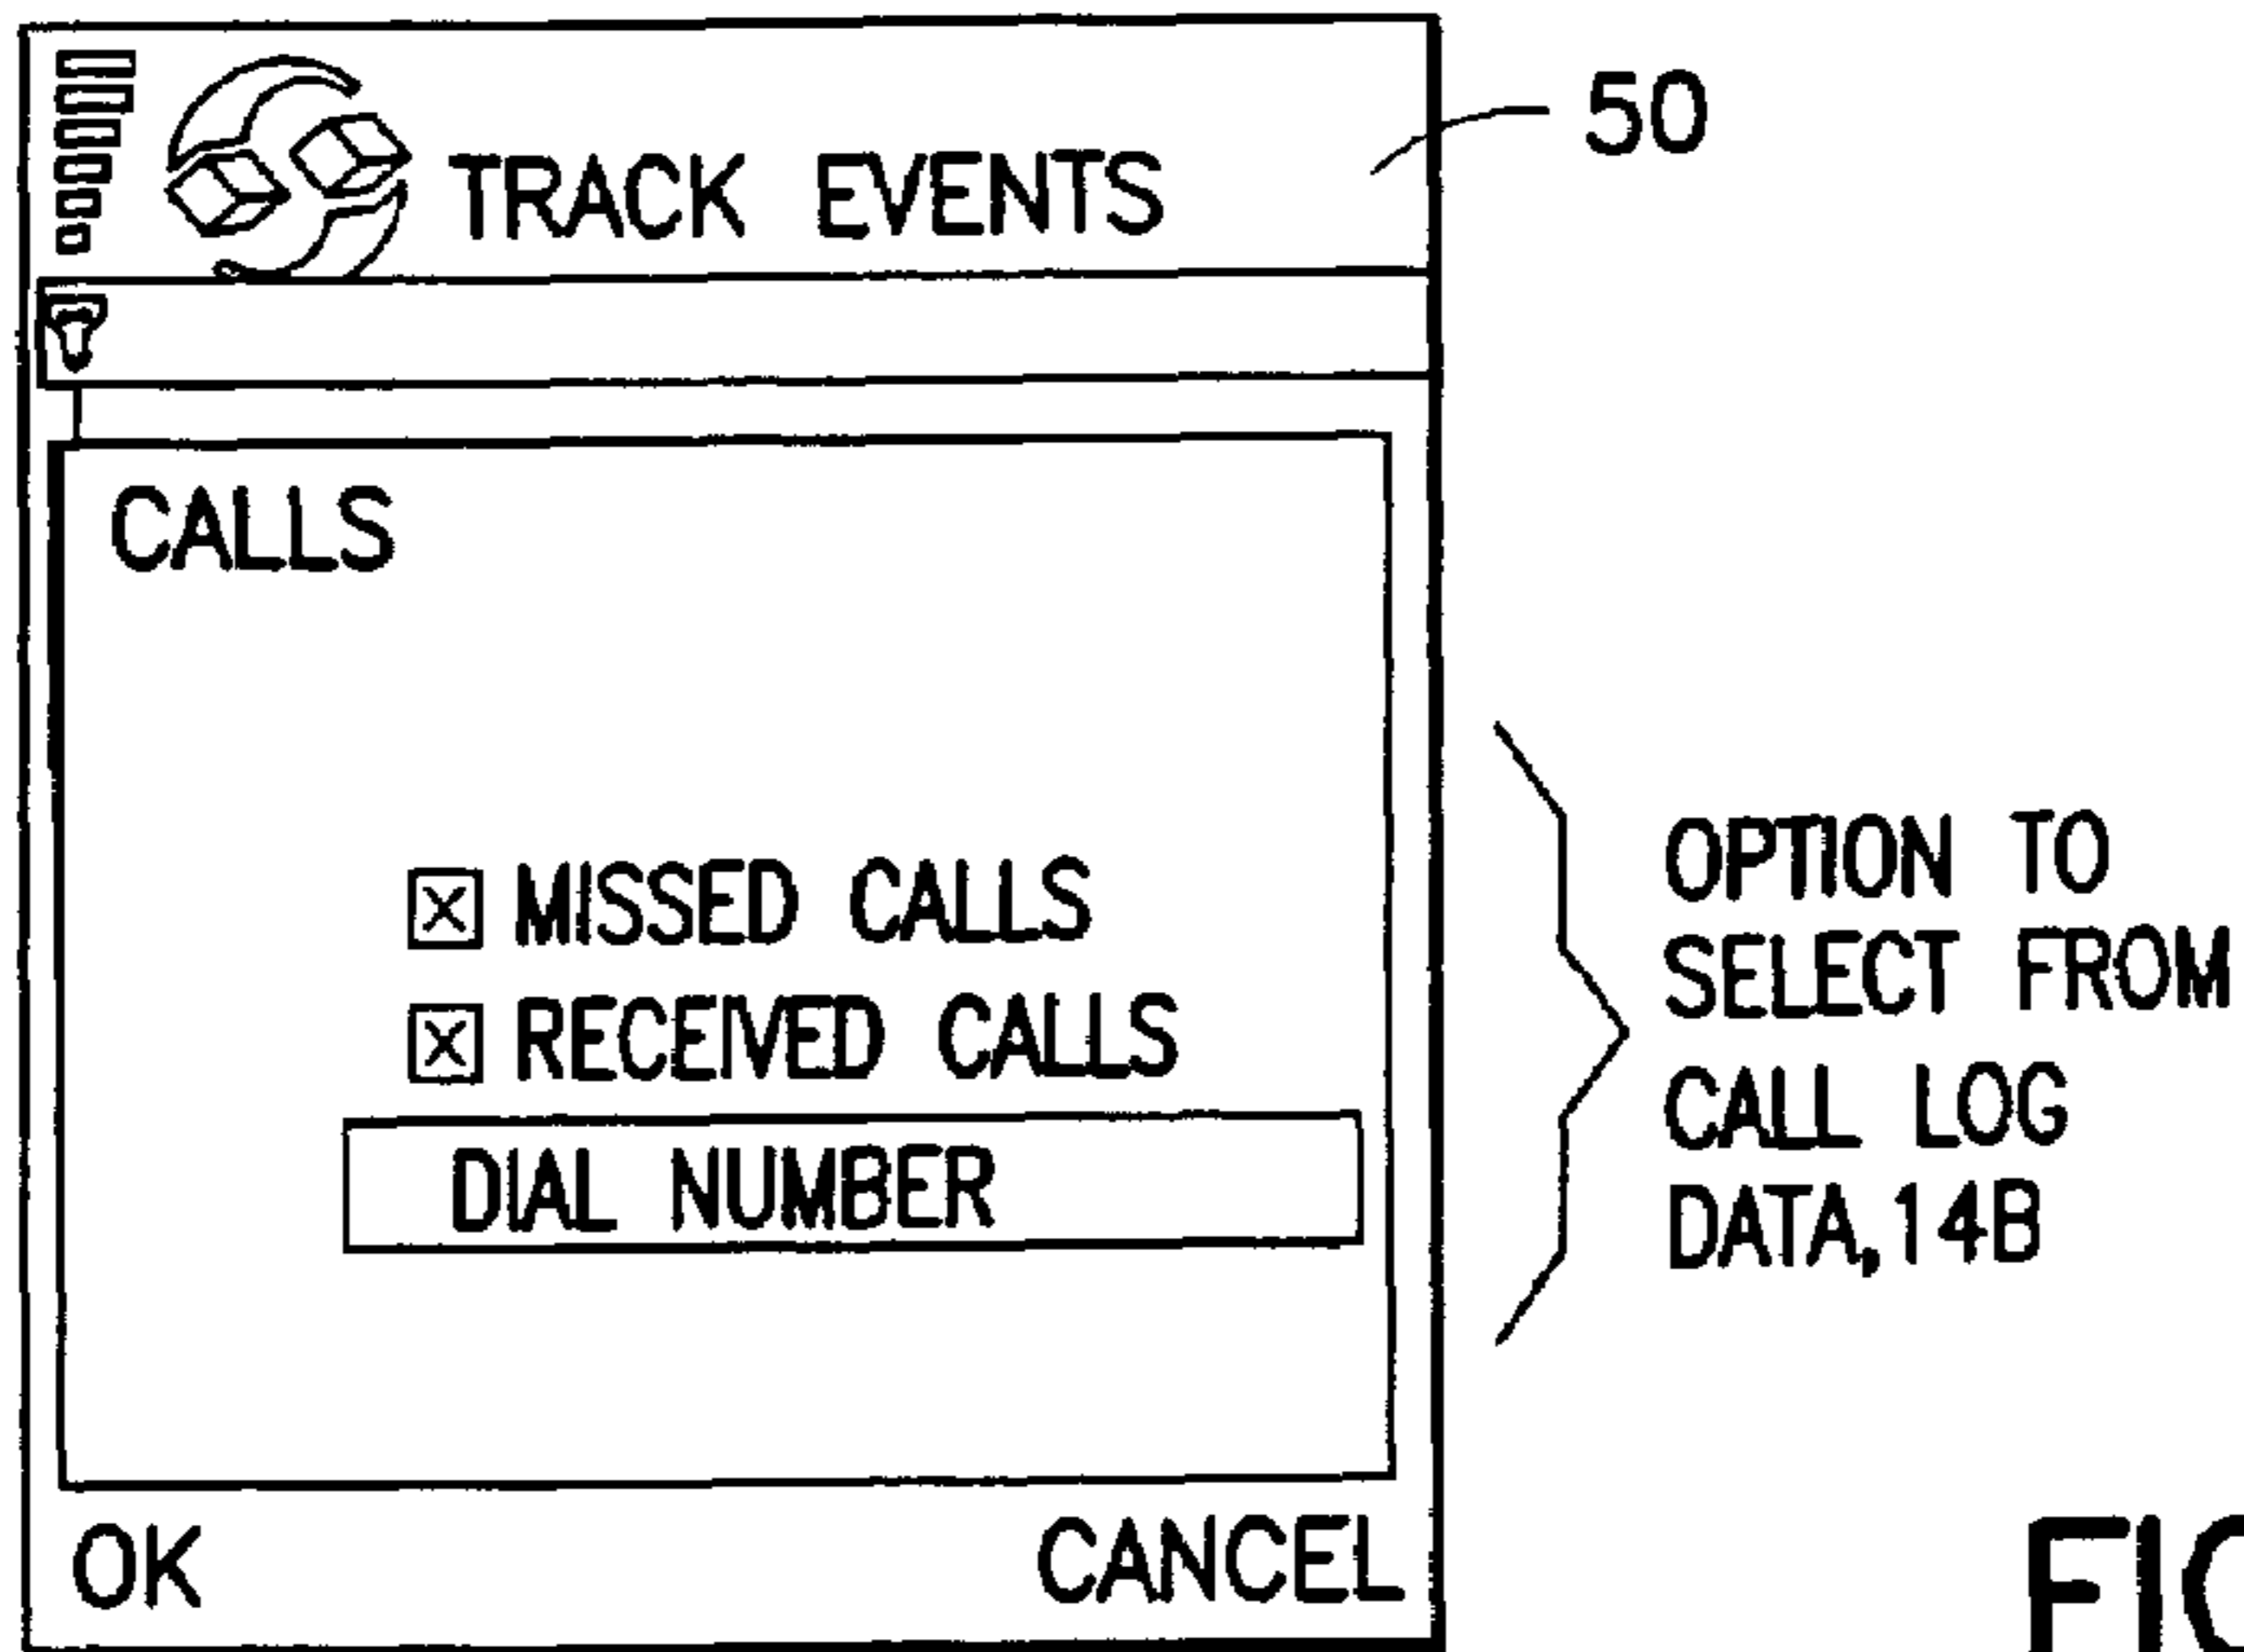 TRACK EVENTS
50
CALLS
☒ MISSED CALLS
☒ RECEIVED CALLS
DIAL NUMBER
OK
CANCEL
OPTION TO
SELECT FROM
CALL LOG
DATA,14B